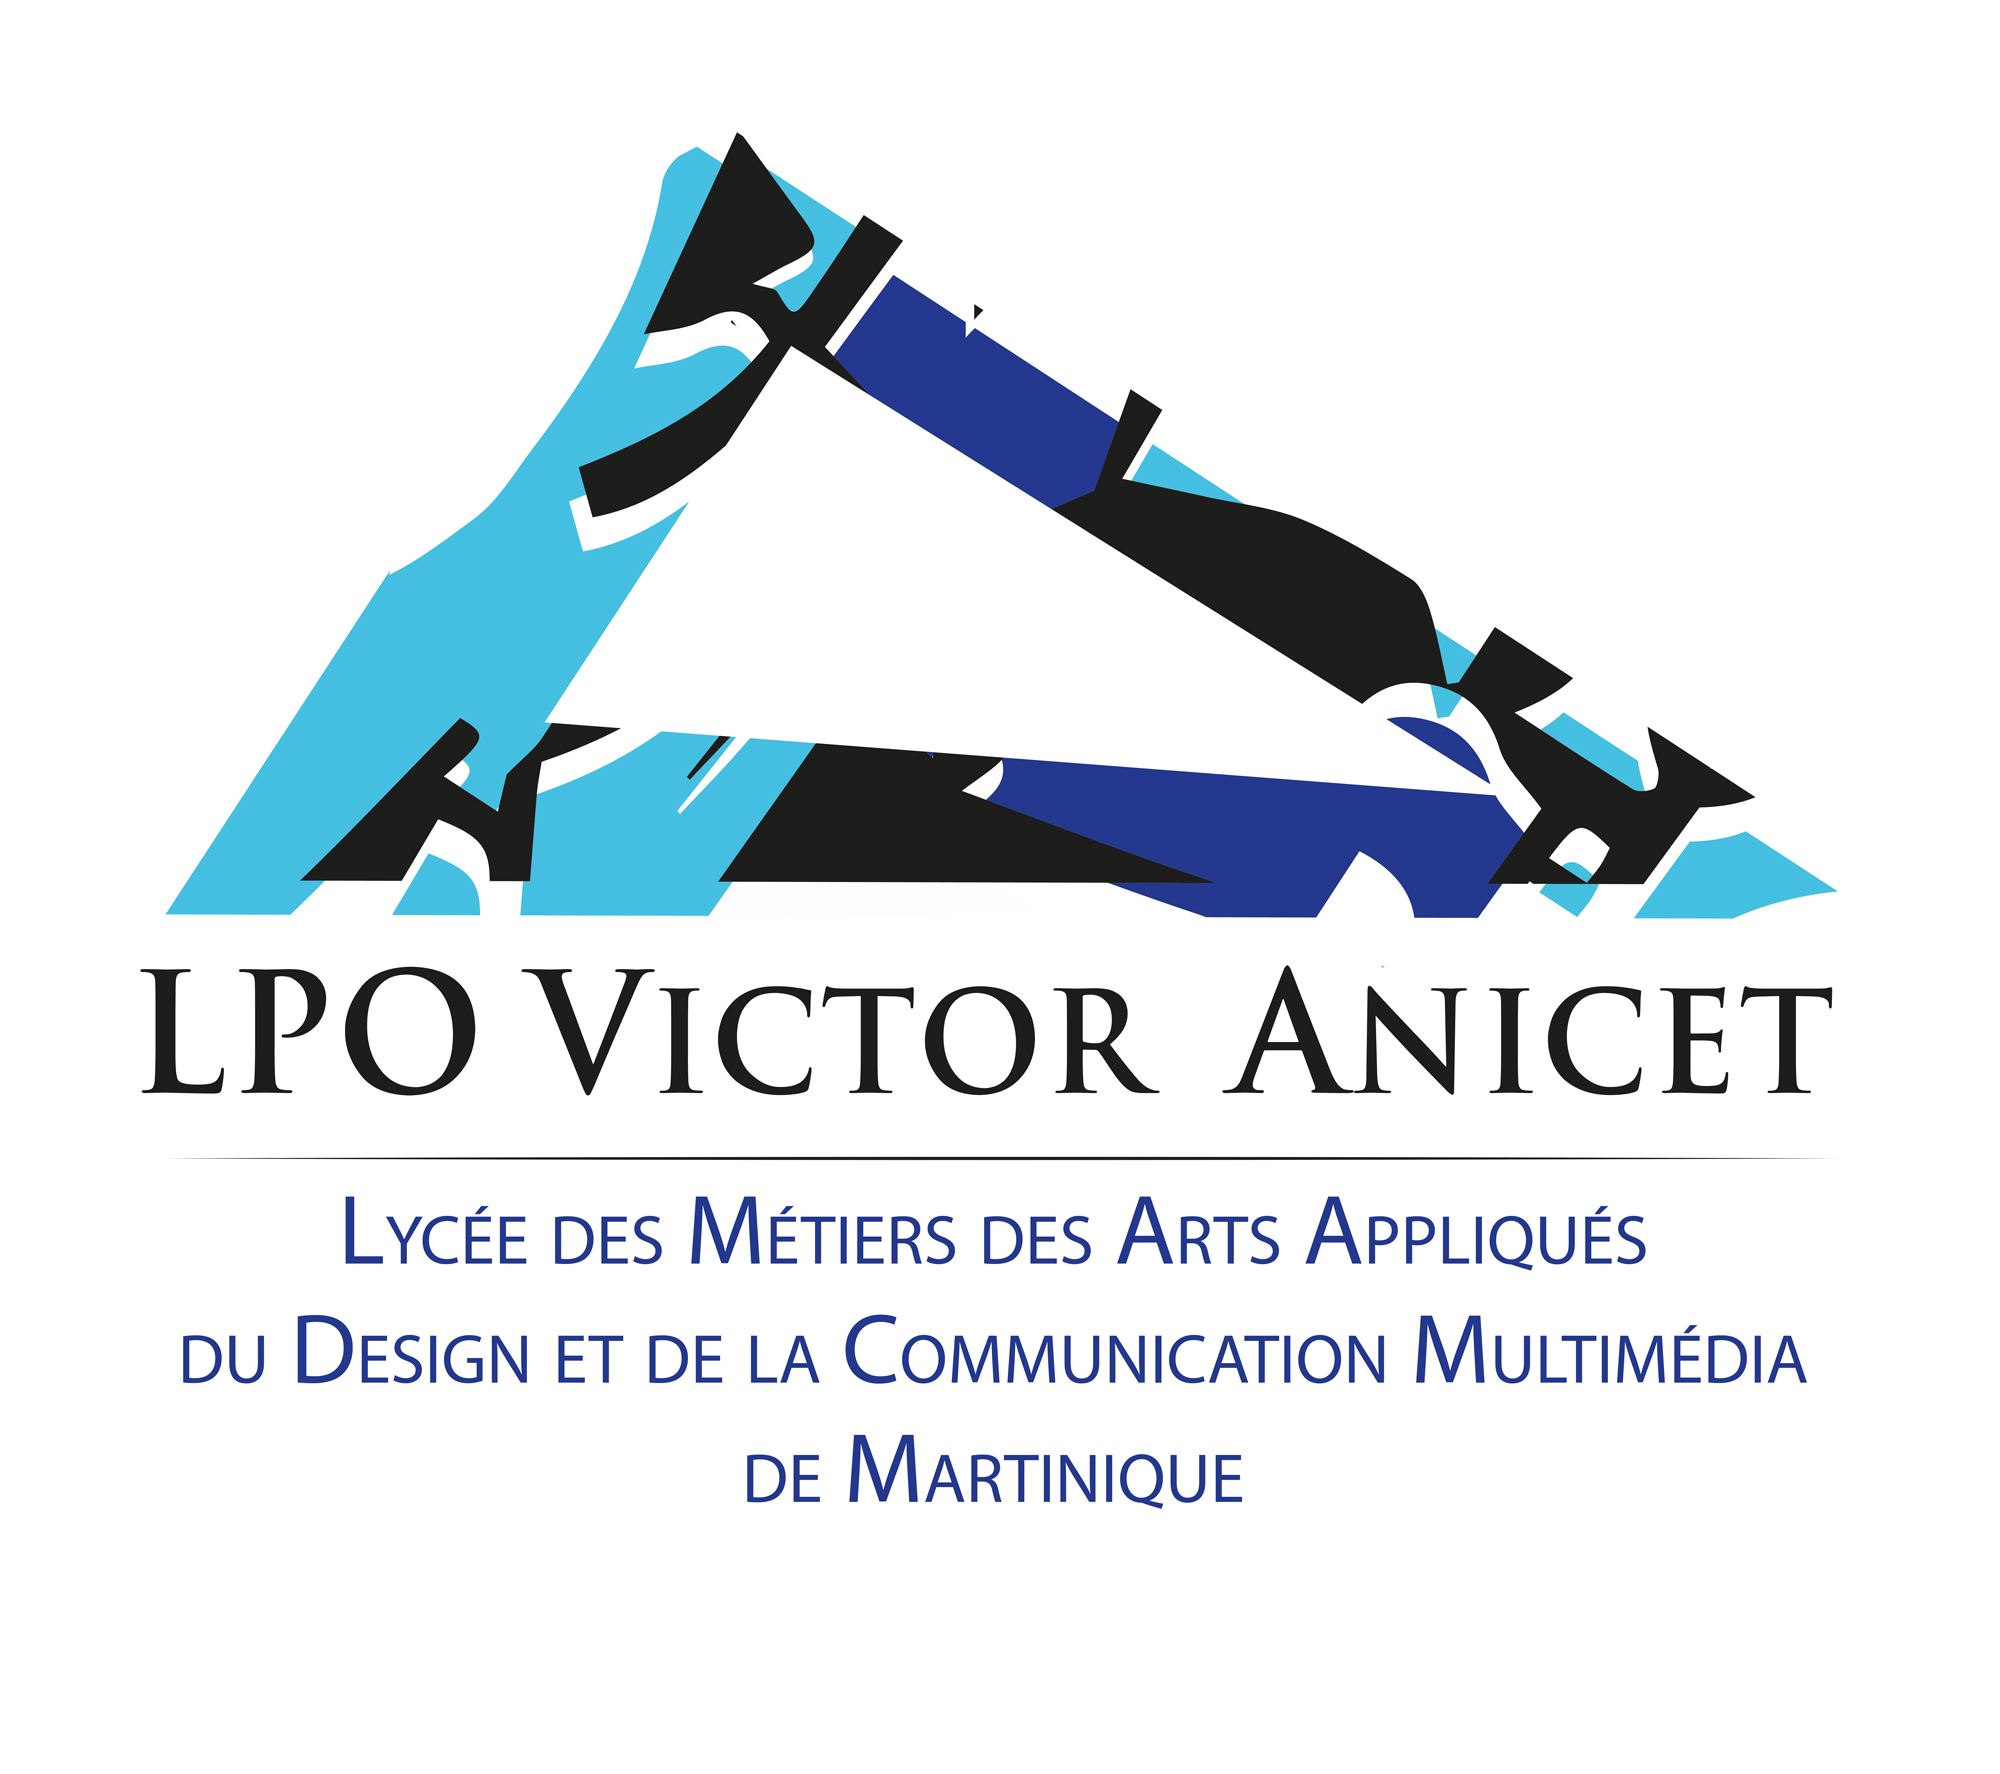 LPO Victor Anicet
Lycée des Métiers des Arts Appliqués
du Design et de la Communication Multimédia
de Martinique